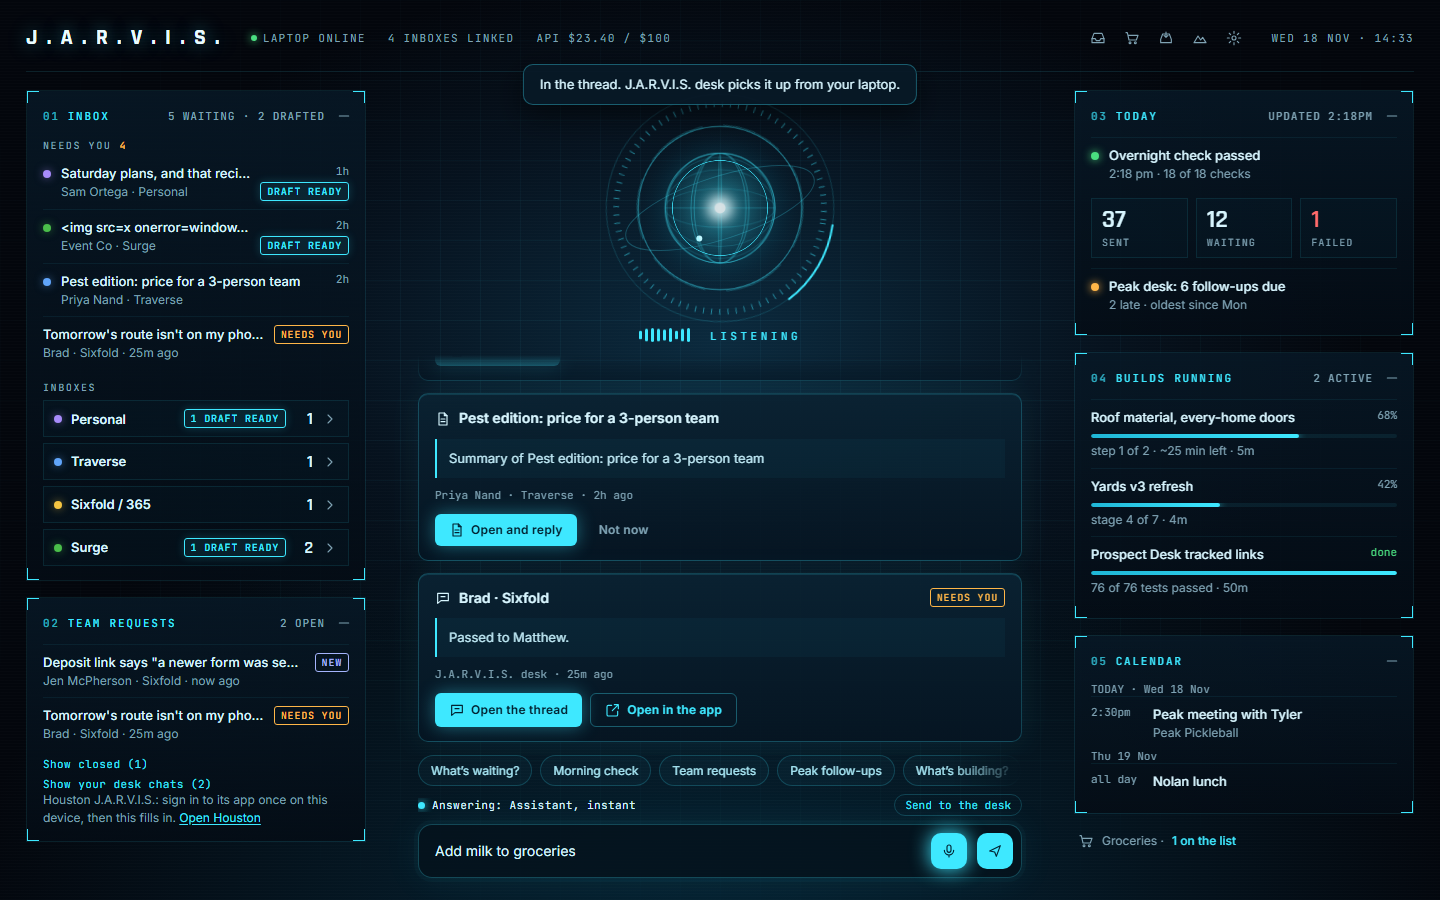 J.A.R.V.I.S.
LAPTOP ONLINE 4 INBOXES LINKED API $23.40 / $100
WED 18 NOV · 14:33
In the thread. J.A.R.V.I.S. desk picks it up from your laptop.
01 INBOX 5 WAITING · 2 DRAFTED
NEEDS YOU 4
Saturday plans, and that reci... 1h
Sam Ortega · Personal DRAFT READY
<img src=x onerror=window... 2h
Event Co · Surge DRAFT READY
Pest edition: price for a 3-person team 2h
Priya Nand · Traverse
Tomorrow's route isn't on my pho... NEEDS YOU
Brad · Sixfold · 25m ago
INBOXES
Personal 1 DRAFT READY 1
Traverse 1
Sixfold / 365 1
Surge 1 DRAFT READY 2
02 TEAM REQUESTS 2 OPEN
Deposit link says "a newer form was se... NEW
Jen McPherson · Sixfold · now ago
Tomorrow's route isn't on my pho... NEEDS YOU
Brad · Sixfold · 25m ago
Show closed (1)
Show your desk chats (2)
Houston J.A.R.V.I.S.: sign in to its app once on this
device, then this fills in. Open Houston
LISTENING
Pest edition: price for a 3-person team
Summary of Pest edition: price for a 3-person team
Priya Nand · Traverse · 2h ago
Open and reply Not now
Brad · Sixfold NEEDS YOU
Passed to Matthew.
J.A.R.V.I.S. desk · 25m ago
Open the thread Open in the app
What's waiting? Morning check Team requests Peak follow-ups What's building?
Answering: Assistant, instant Send to the desk
Add milk to groceries
03 TODAY UPDATED 2:18PM
Overnight check passed
2:18 pm · 18 of 18 checks
37 12 1
SENT WAITING FAILED
Peak desk: 6 follow-ups due
2 late · oldest since Mon
04 BUILDS RUNNING 2 ACTIVE
Roof material, every-home doors 68%
step 1 of 2 · ~25 min left · 5m
Yards v3 refresh 42%
stage 4 of 7 · 4m
Prospect Desk tracked links done
76 of 76 tests passed · 50m
05 CALENDAR
TODAY · Wed 18 Nov
2:30pm Peak meeting with Tyler
Peak Pickleball
Thu 19 Nov
all day Nolan lunch
Groceries · 1 on the list